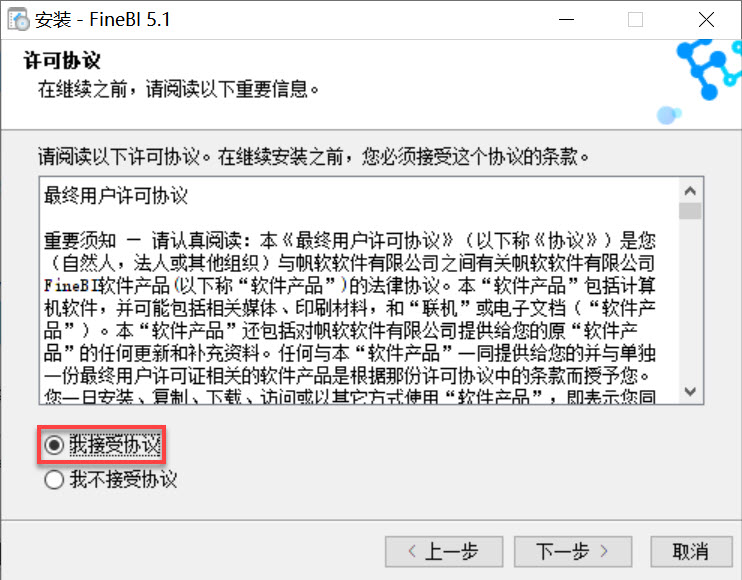 安装 - FineBI 5.1
许可协议
在继续之前，请阅读以下重要信息。
请阅读以下许可协议。在继续安装之前，您必须接受这个协议的条款。
最终用户许可协议
重要须知 — 请认真阅读：本《最终用户许可协议》（以下称《协议》）是您
（自然人，法人或其他组织）与帆软软件有限公司之间有关帆软软件有限公司
FineBI软件产品(以下称“软件产品”)的法律协议。本“软件产品”包括计算
机软件，并可能包括相关媒体、印刷材料，和“联机”或电子文档（“软件产
品”）。本“软件产品”还包括对帆软软件有限公司提供给您的原“软件产
品”的任何更新和补充资料。任何与本“软件产品”一同提供给您的并与单独
一份最终用户许可证相关的软件产品是根据那份许可协议中的条款而授予您。
您一旦安装、复制、下载、访问或以其它方式使用“软件产品”，即表示您同
我接受协议
我不接受协议
< 上一步
下一步 >
取消